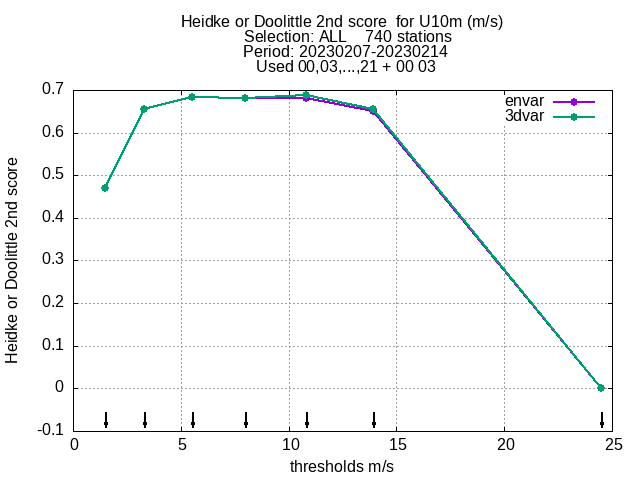 Heidke or Doolittle 2nd score  for U10m (m/s)
Selection: ALL    740 stations
Period: 20230207-20230214
Used 00,03,...,21 + 00 03
envar
3dvar
Heidke or Doolittle 2nd score
0.7
0.6
0.5
0.4
0.3
0.2
0.1
0
-0.1
0 5 10 15 20 25
thresholds m/s